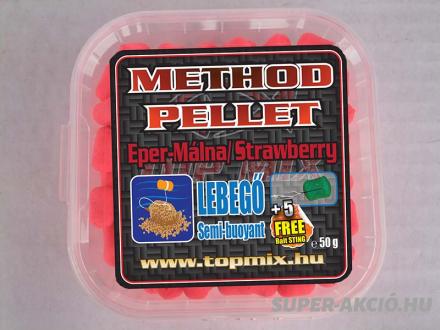 METHOD
PELLET
Eper-Málna/Strawberry
LEBEGŐ
Semi-buoyant
+ 5
FREE
Bait STING
℮ 50 g
www.topmix.hu
SUPER-AKCIÓ.HU